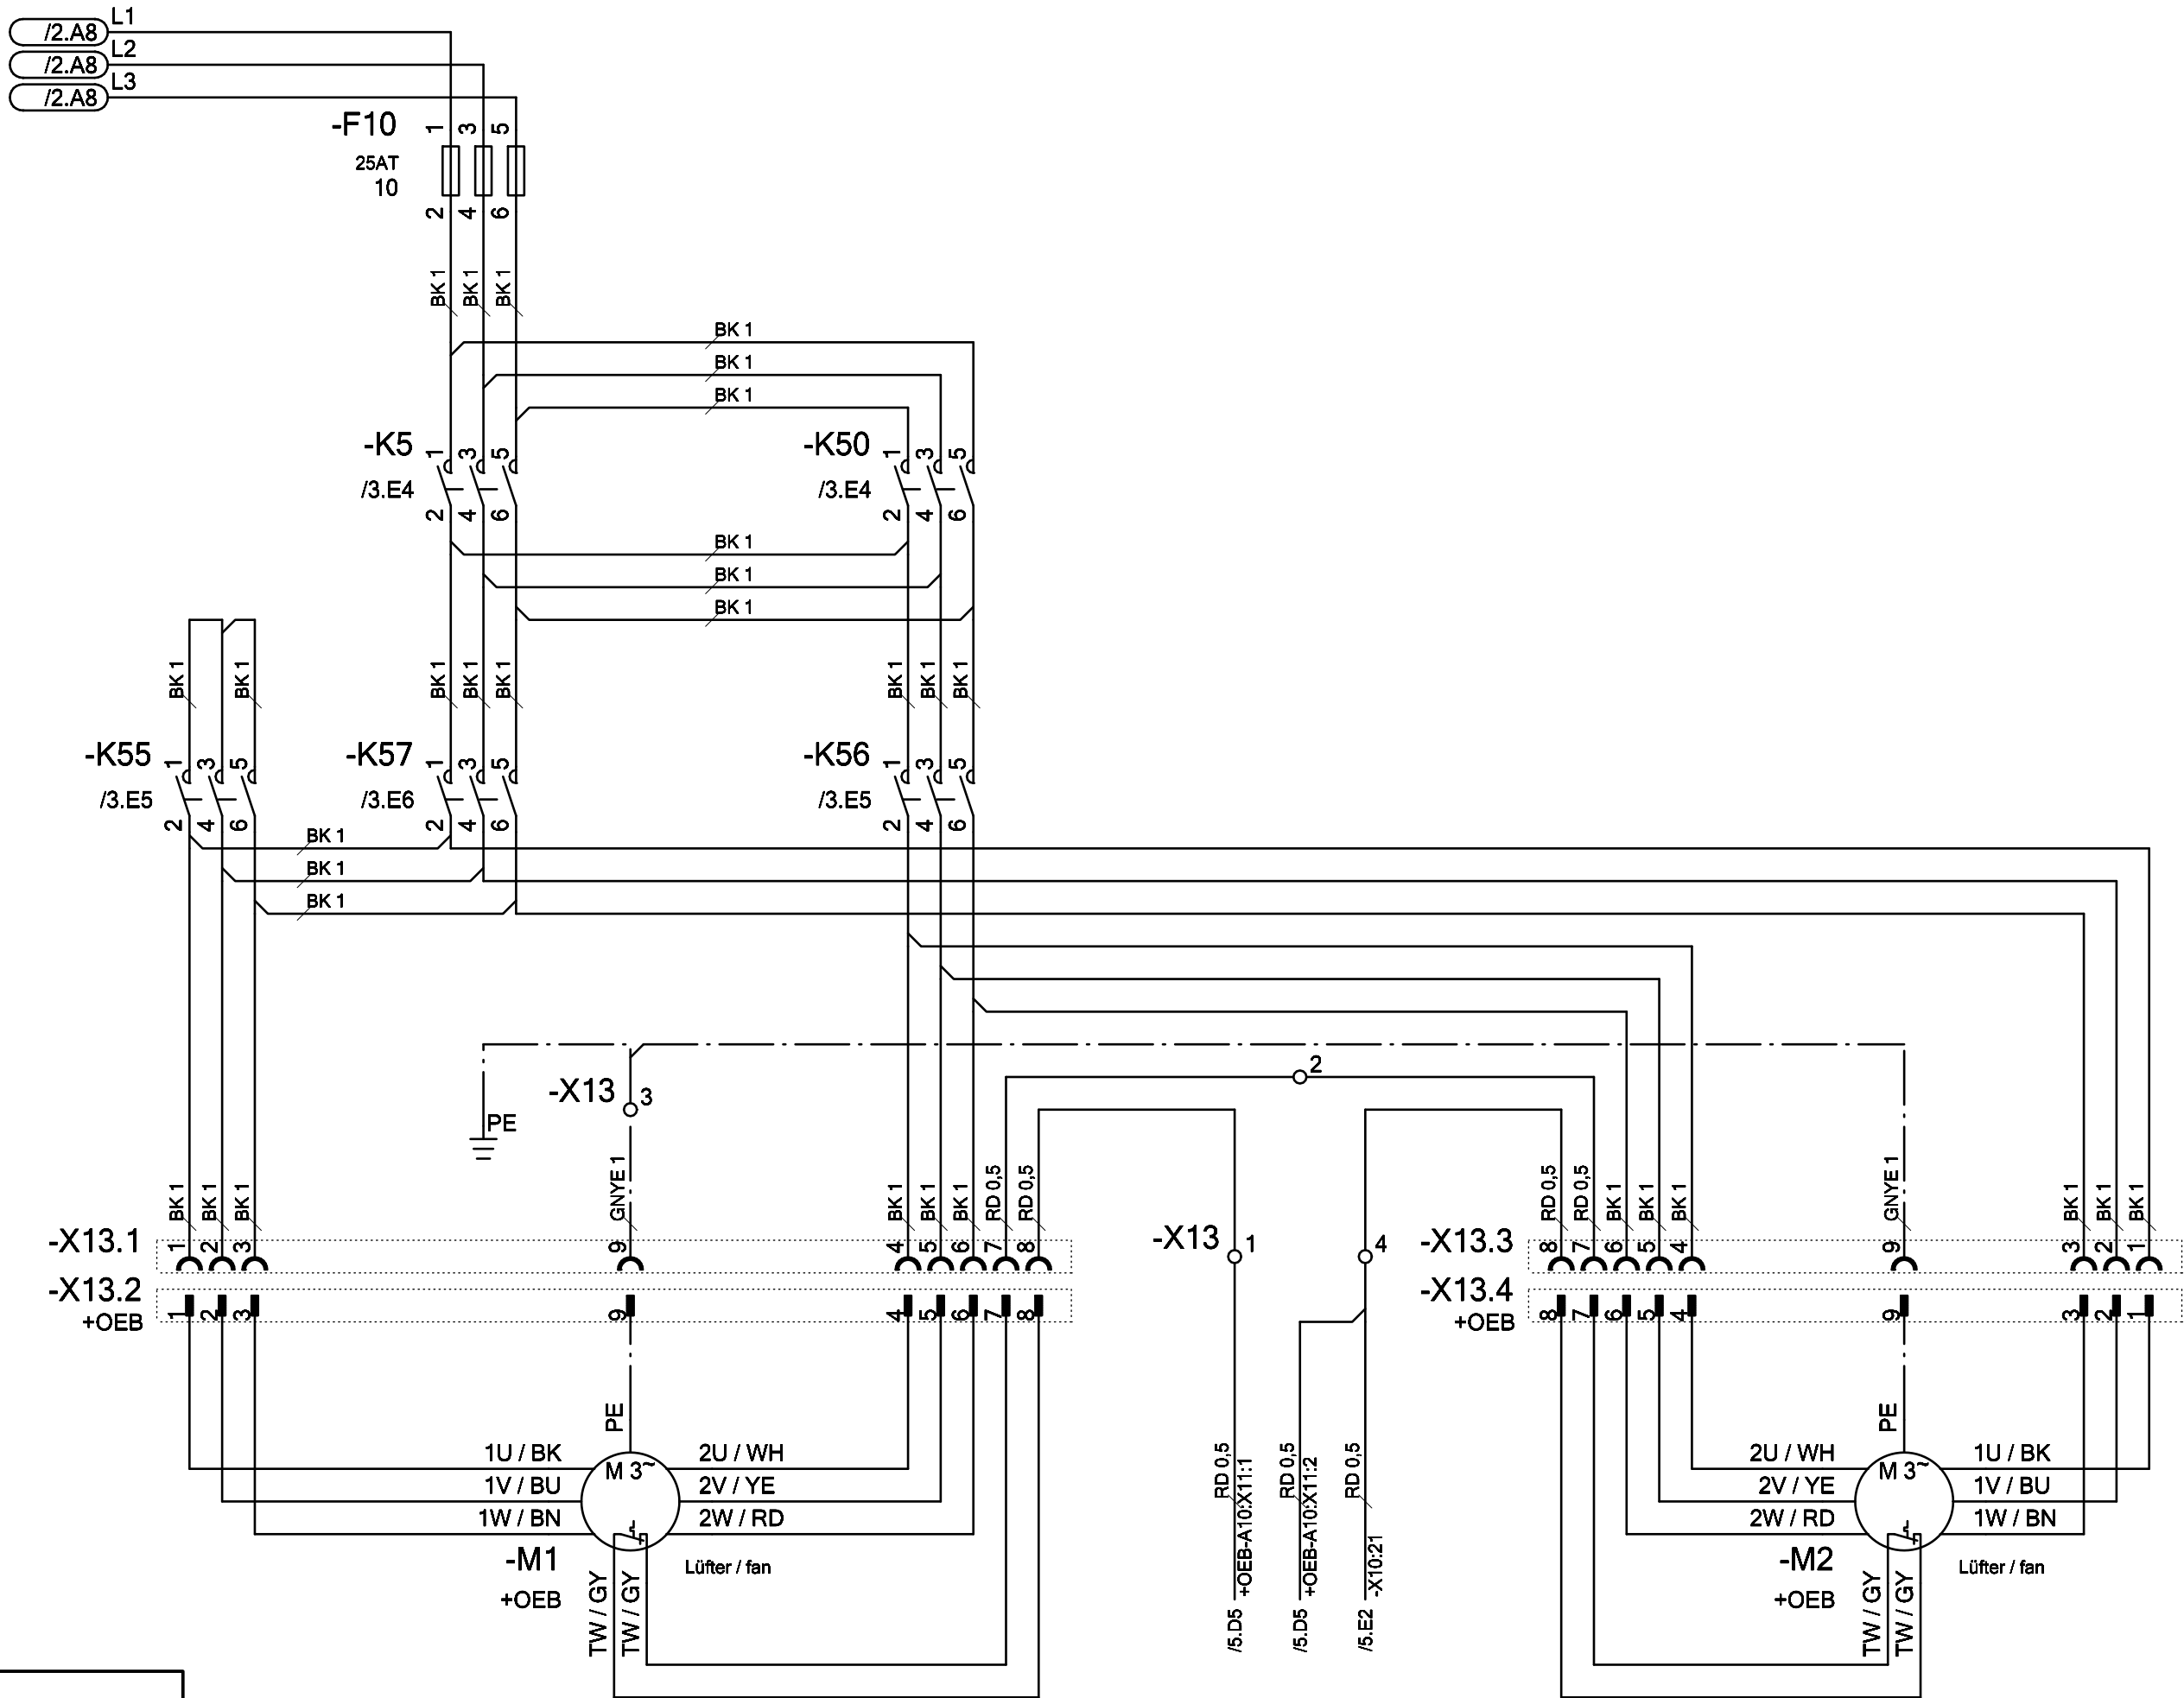 /2.A8 L1
/2.A8 L2
/2.A8 L3
-F10 1 3 5
25AT
10
2 4 6
BK 1 BK 1 BK 1
BK 1
BK 1
BK 1
-K5 1 3 5 -K50 1 3 5
/3.E4 /3.E4
2 4 6 2 4 6
BK 1
BK 1
BK 1
BK 1 BK 1 BK 1 BK 1 BK 1 BK 1 BK 1 BK 1
-K55 1 3 5 -K57 1 3 5 -K56 1 3 5
/3.E5 /3.E6 /3.E5
2 4 6 2 4 6 2 4 6
BK 1
BK 1
BK 1
2
-X13 3
PE
BK 1 BK 1 BK 1 GNYE 1 BK 1 BK 1 BK 1 RD 0,5 RD 0,5 RD 0,5 RD 0,5 BK 1 BK 1 BK 1 GNYE 1 BK 1 BK 1 BK 1
-X13.1 1 2 3 9 4 5 6 7 8 -X13 1 4 -X13.3 8 7 6 5 4 9 3 2 1
-X13.2 1 2 3 9 4 5 6 7 8 -X13.4 8 7 6 5 4 9 3 2 1
+OEB +OEB
PE PE
1U / BK 2U / WH 2U / WH 1U / BK
M 3~ M 3~
1V / BU 2V / YE 2V / YE 1V / BU
1W / BN 2W / RD 2W / RD 1W / BN
RD 0,5 RD 0,5 RD 0,5
+OEB-A10:X11:1 +OEB-A10:X11:2 -X10:21
-M1 Lüfter / fan -M2 Lüfter / fan
+OEB +OEB
TW / GY TW / GY TW / GY TW / GY
/5.D5 /5.D5 /5.E2